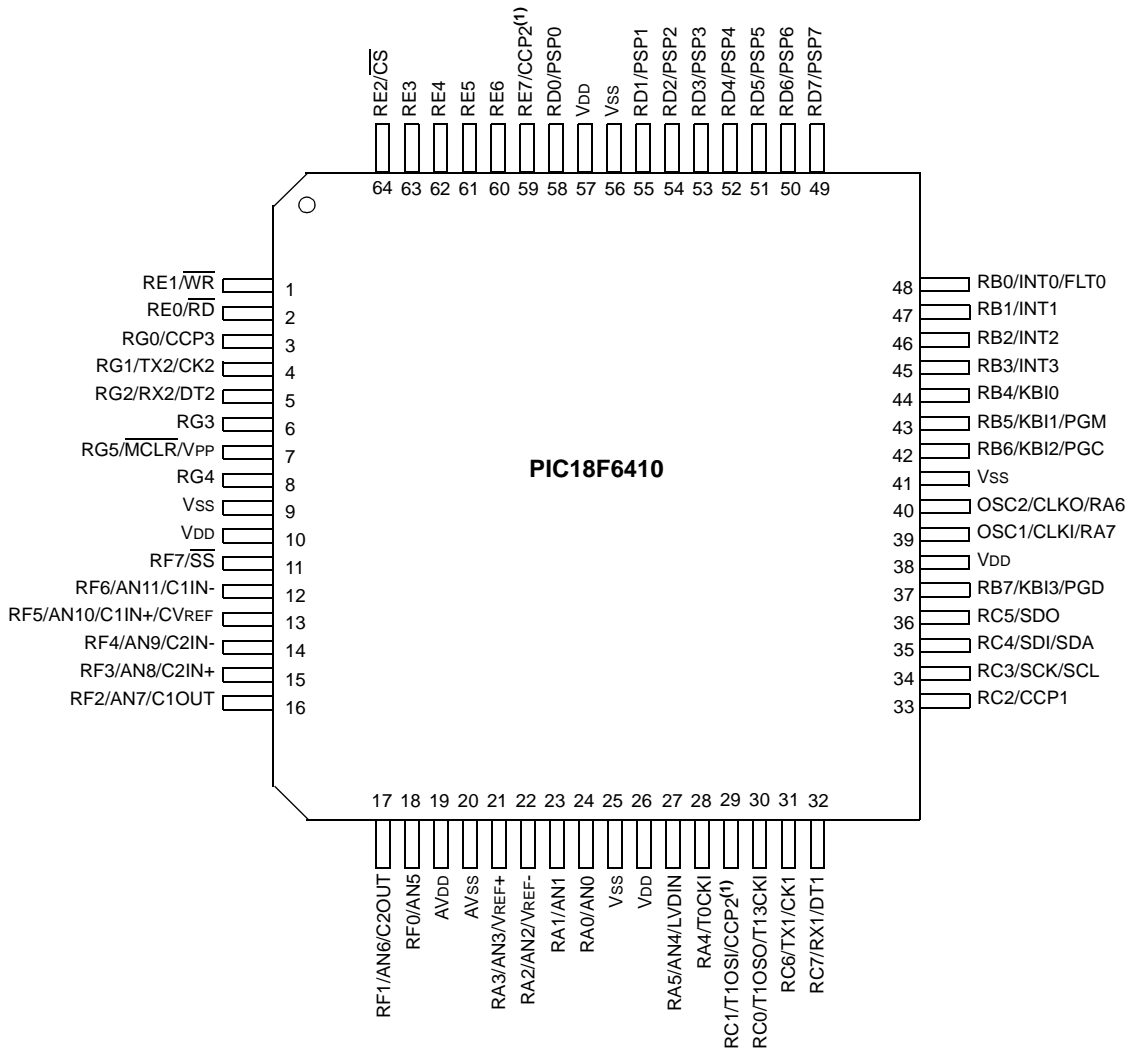 RE2/CS
RE3
RE4
RE5
RE6
RE7/CCP2(1)
RD0/PSP0
VDD
VSS
RD1/PSP1
RD2/PSP2
RD3/PSP3
RD4/PSP4
RD5/PSP5
RD6/PSP6
RD7/PSP7
64 63 62 61 60 59 58 57 56 55 54 53 52 51 50 49
RE1/WR 1
RE0/RD 2
RG0/CCP3 3
RG1/TX2/CK2 4
RG2/RX2/DT2 5
RG3 6
RG5/MCLR/VPP 7
RG4 8
VSS 9
VDD 10
RF7/SS 11
RF6/AN11/C1IN- 12
RF5/AN10/C1IN+/CVREF 13
RF4/AN9/C2IN- 14
RF3/AN8/C2IN+ 15
RF2/AN7/C1OUT 16
PIC18F6410
48 RB0/INT0/FLT0
47 RB1/INT1
46 RB2/INT2
45 RB3/INT3
44 RB4/KBI0
43 RB5/KBI1/PGM
42 RB6/KBI2/PGC
41 VSS
40 OSC2/CLKO/RA6
39 OSC1/CLKI/RA7
38 VDD
37 RB7/KBI3/PGD
36 RC5/SDO
35 RC4/SDI/SDA
34 RC3/SCK/SCL
33 RC2/CCP1
17 18 19 20 21 22 23 24 25 26 27 28 29 30 31 32
RF1/AN6/C2OUT
RF0/AN5
AVDD
AVSS
RA3/AN3/VREF+
RA2/AN2/VREF-
RA1/AN1
RA0/AN0
VSS
VDD
RA5/AN4/LVDIN
RA4/T0CKI
RC1/T1OSI/CCP2(1)
RC0/T1OSO/T13CKI
RC6/TX1/CK1
RC7/RX1/DT1